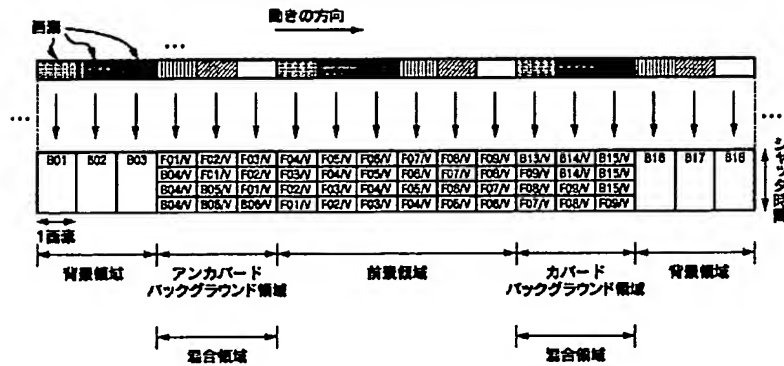 動きの方向
画素
...
...
...
B01 B02 B03 F01/V F02/V F03/V F04/V F05/V F06/V F07/V F08/V F09/V B13/V B14/V B15/V B16 B17 B18
B04/V F01/V F02/V F03/V F04/V F05/V F06/V F07/V F08/V F09/V B14/V B15/V
B04/V B05/V F01/V F02/V F03/V F04/V F05/V F06/V F07/V F08/V F09/V B15/V
B04/V B05/V B06/V F01/V F02/V F03/V F04/V F05/V F06/V F07/V F08/V F09/V
シャッタ時間
1画素
背景領域
アンカバード
バックグラウンド領域
前景領域
カバード
バックグラウンド領域
背景領域
混合領域
混合領域